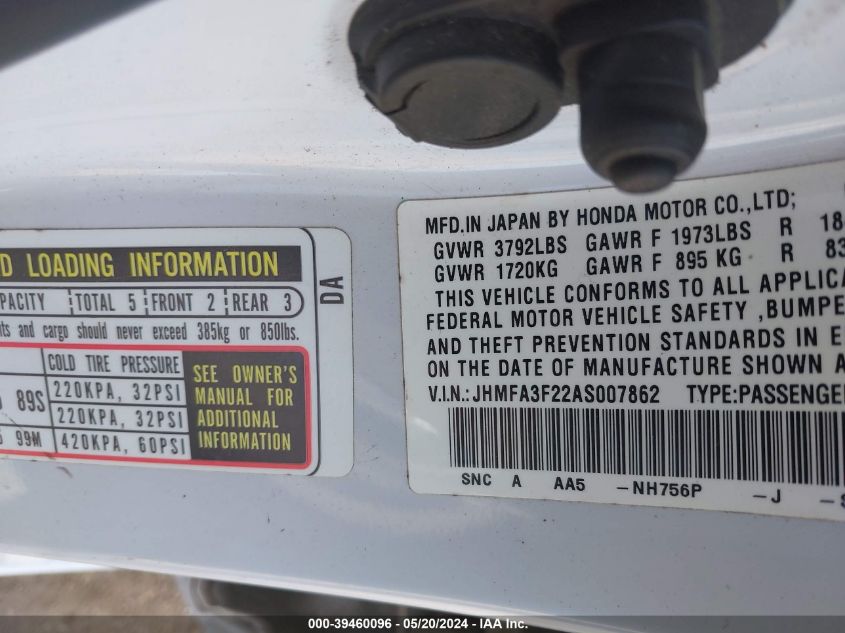 D LOADING INFORMATION
PACITY TOTAL 5 FRONT 2 REAR 3
nts and cargo should never exceed 385kg or 850lbs.
COLD TIRE PRESSURE
89S 220KPA, 32PSI
220KPA, 32PSI
99M 420KPA, 60PSI
SEE OWNER'S
MANUAL FOR
ADDITIONAL
INFORMATION
DA
MFD.IN JAPAN BY HONDA MOTOR CO.,LTD;
GVWR 3792LBS GAWR F 1973LBS R 18
GVWR 1720KG GAWR F 895 KG R 83
THIS VEHICLE CONFORMS TO ALL APPLICA
FEDERAL MOTOR VEHICLE SAFETY ,BUMPE
AND THEFT PREVENTION STANDARDS IN E
ON THE DATE OF MANUFACTURE SHOWN A
V.I.N.:JHMFA3F22AS007862 TYPE:PASSENGE
SNC A AA5 -NH756P -J -S
000-39460096 - 05/20/2024 - IAA Inc.